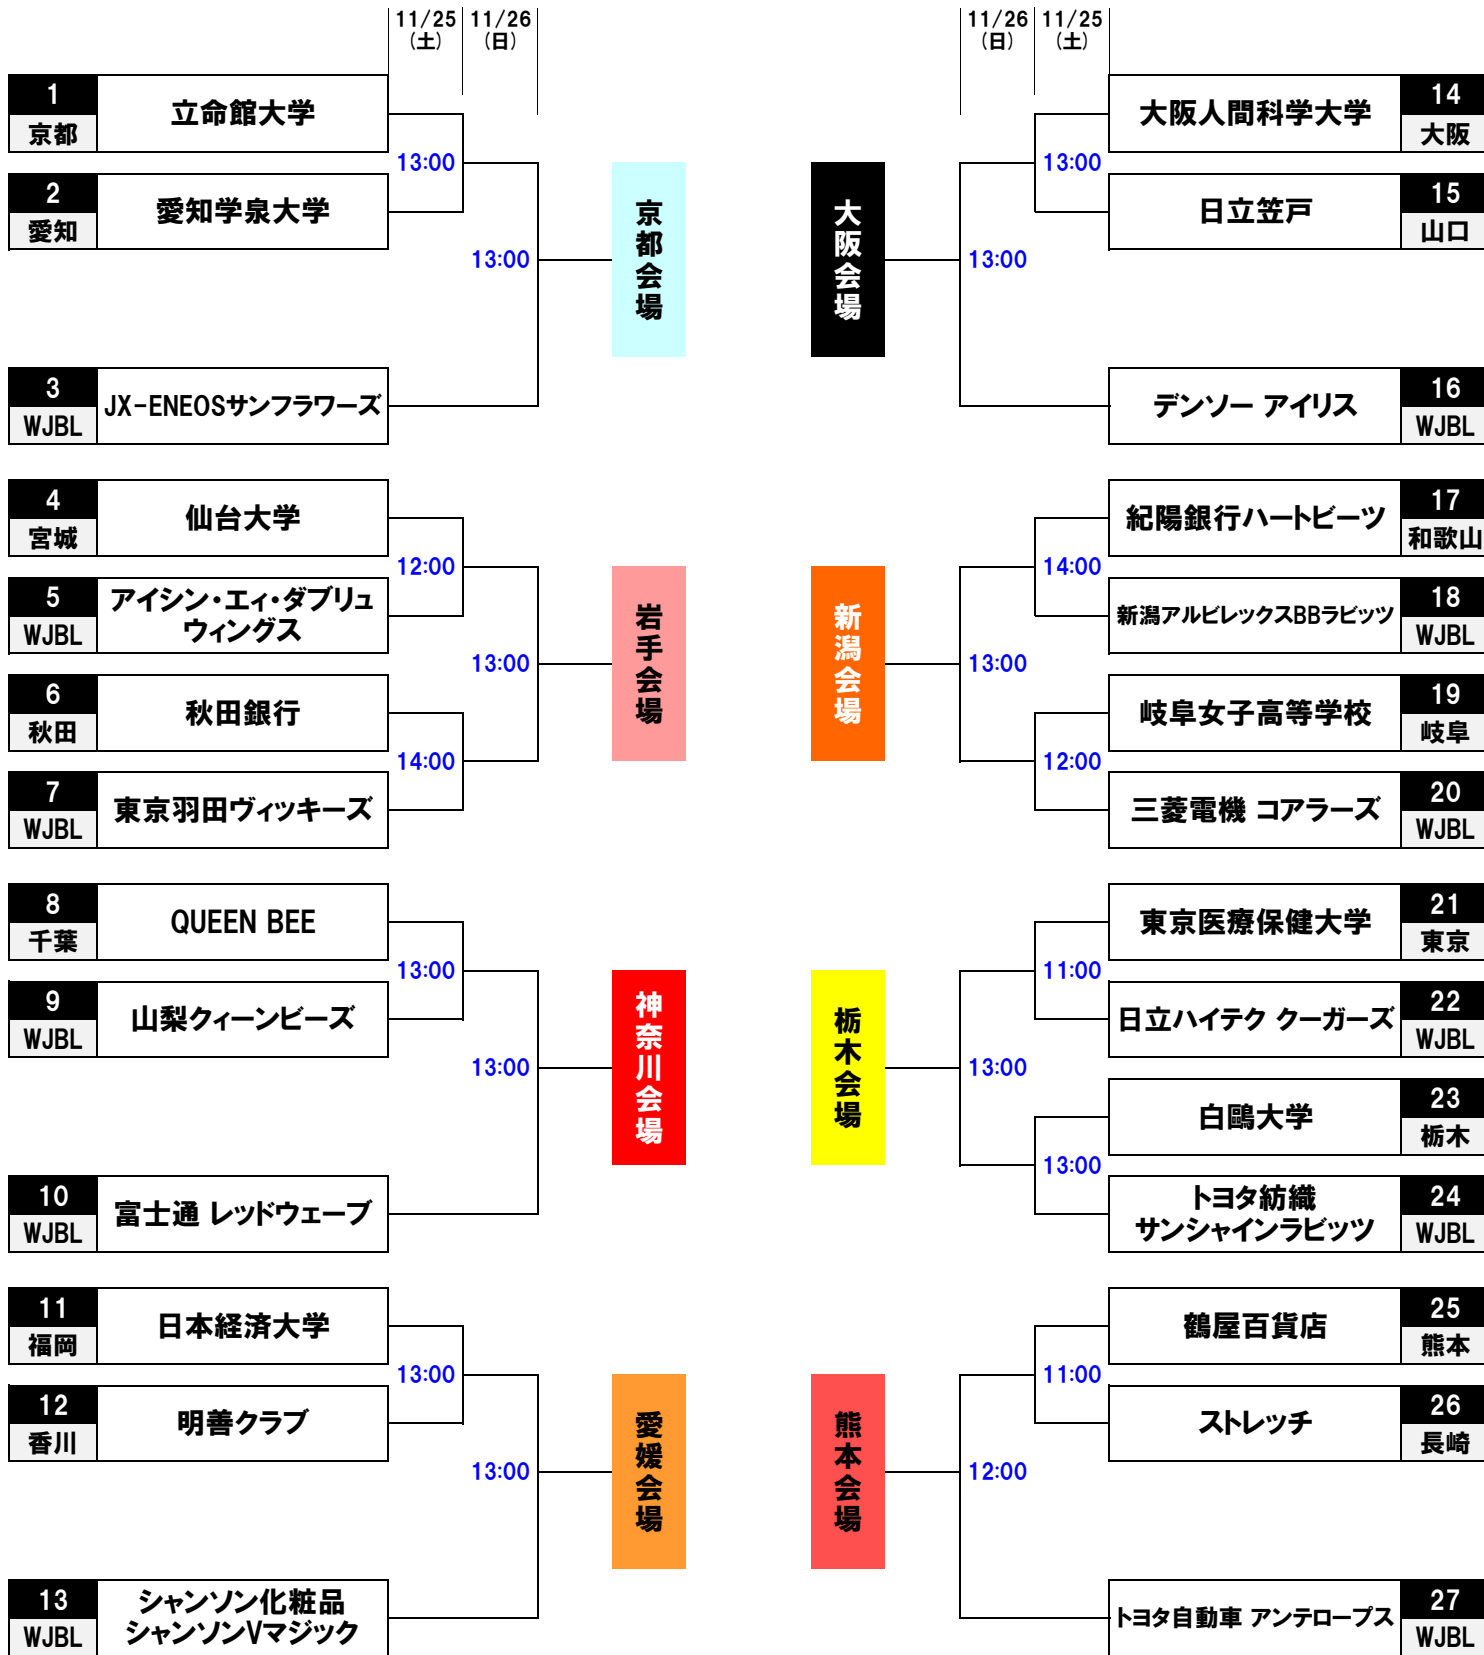 11/25
(土)
11/26
(日)
1
京都
立命館大学
13:00
2
愛知
愛知学泉大学
13:00
京都会場
3
WJBL
JX-ENEOSサンフラワーズ
4
宮城
仙台大学
12:00
5
WJBL
アイシン・エィ・ダブリュ
ウィングス
13:00
岩手会場
6
秋田
秋田銀行
14:00
7
WJBL
東京羽田ヴィッキーズ
8
千葉
QUEEN BEE
13:00
9
WJBL
山梨クィーンビーズ
13:00
神奈川会場
10
WJBL
富士通 レッドウェーブ
11
福岡
日本経済大学
13:00
12
香川
明善クラブ
13:00
愛媛会場
13
WJBL
シャンソン化粧品
シャンソンVマジック
11/26
(日)
11/25
(土)
大阪人間科学大学
14
大阪
13:00
日立笠戸
15
山口
大阪会場
13:00
デンソー アイリス
16
WJBL
紀陽銀行ハートビーツ
17
和歌山
14:00
新潟アルビレックスBBラビッツ
18
WJBL
新潟会場
13:00
岐阜女子高等学校
19
岐阜
12:00
三菱電機 コアラーズ
20
WJBL
東京医療保健大学
21
東京
11:00
日立ハイテク クーガーズ
22
WJBL
栃木会場
13:00
白鷗大学
23
栃木
13:00
トヨタ紡織
サンシャインラビッツ
24
WJBL
鶴屋百貨店
25
熊本
11:00
ストレッチ
26
長崎
熊本会場
12:00
トヨタ自動車 アンテロープス
27
WJBL